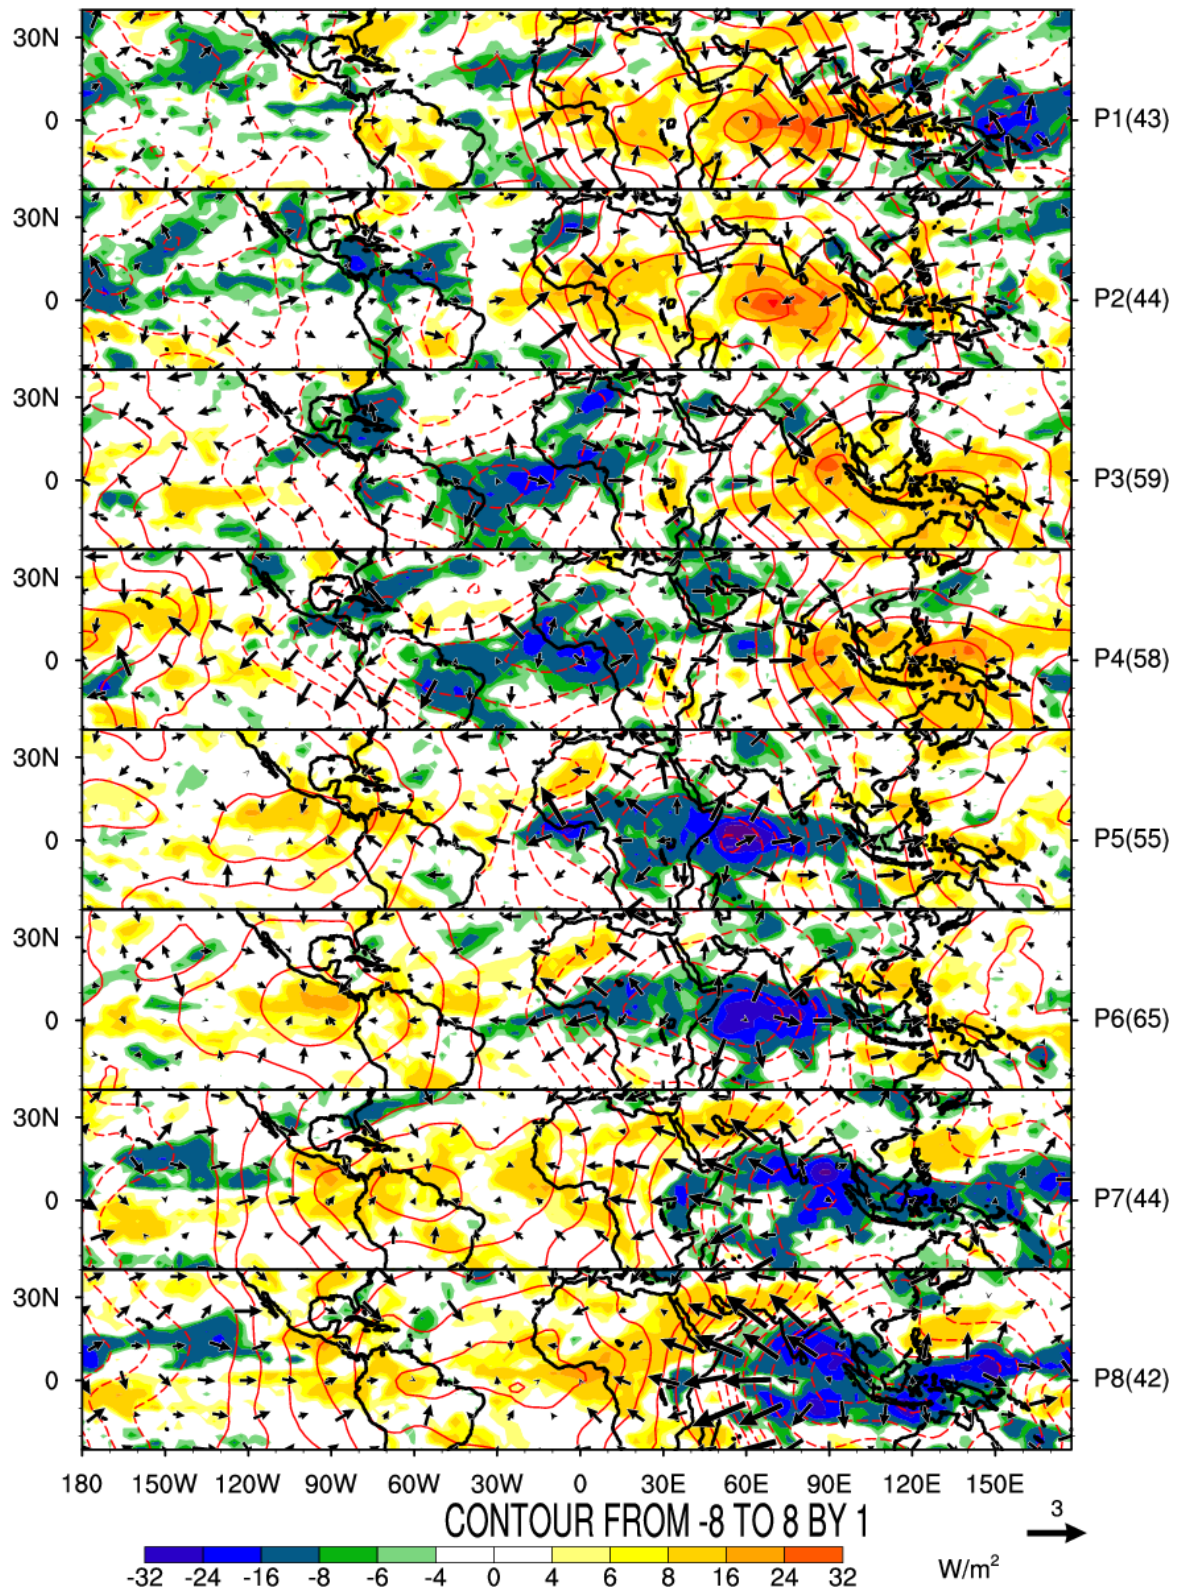 30N
0
P1(43)
30N
0
P2(44)
30N
0
P3(59)
30N
0
P4(58)
30N
0
P5(55)
30N
0
P6(65)
30N
0
P7(44)
30N
0
P8(42)
180 150W 120W 90W 60W 30W 0 30E 60E 90E 120E 150E
CONTOUR FROM -8 TO 8 BY 1
3
-32 -24 -16 -8 -6 -4 0 4 6 8 16 24 32
W/m²